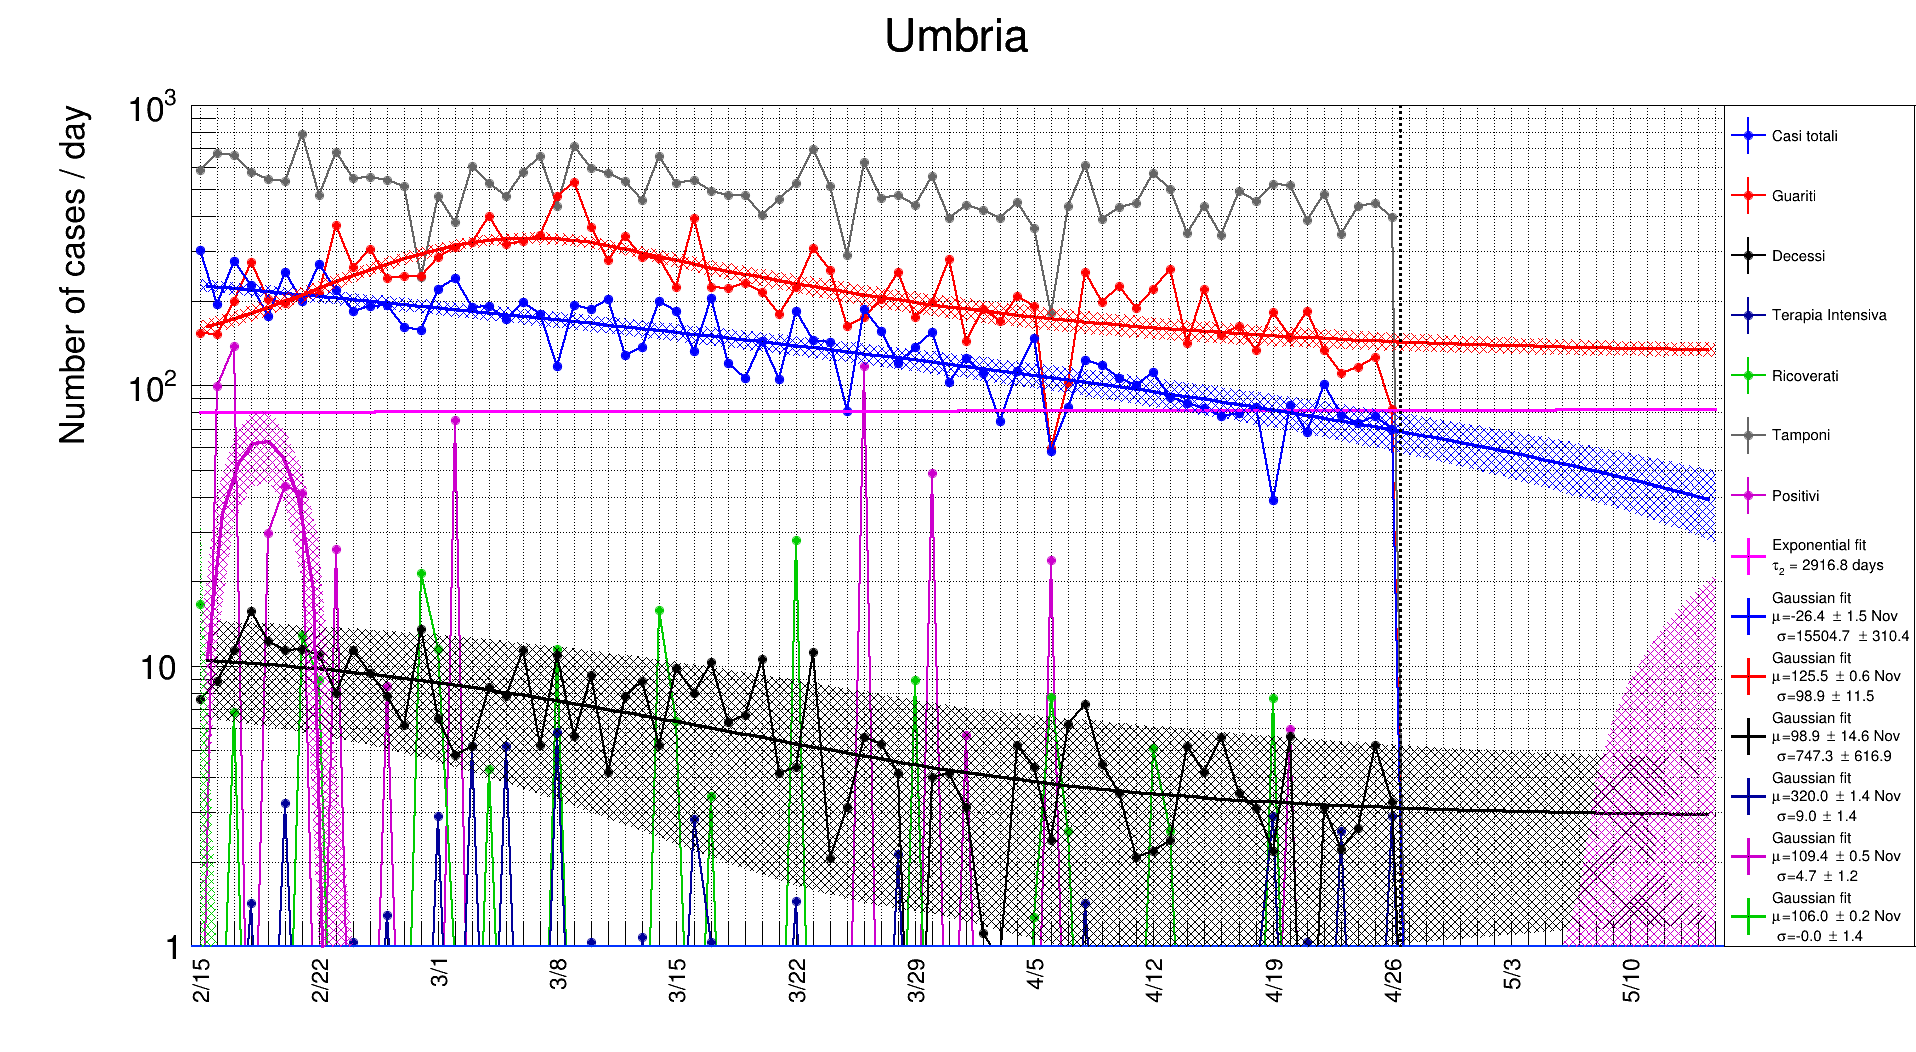 Umbria
Number of cases / day
10³
10²
10
1
2/15
2/22
3/1
3/8
3/15
3/22
3/29
4/5
4/12
4/19
4/26
5/3
5/10
Casi totali
Guariti
Decessi
Terapia Intensiva
Ricoverati
Tamponi
Positivi
Exponential fit
τ₂ = 2916.8 days
Gaussian fit
μ=-26.4 ± 1.5 Nov
σ=15504.7 ± 310.4
Gaussian fit
μ=125.5 ± 0.6 Nov
σ=98.9 ± 11.5
Gaussian fit
μ=98.9 ± 14.6 Nov
σ=747.3 ± 616.9
Gaussian fit
μ=320.0 ± 1.4 Nov
σ=9.0 ± 1.4
Gaussian fit
μ=109.4 ± 0.5 Nov
σ=4.7 ± 1.2
Gaussian fit
μ=106.0 ± 0.2 Nov
σ=-0.0 ± 1.4